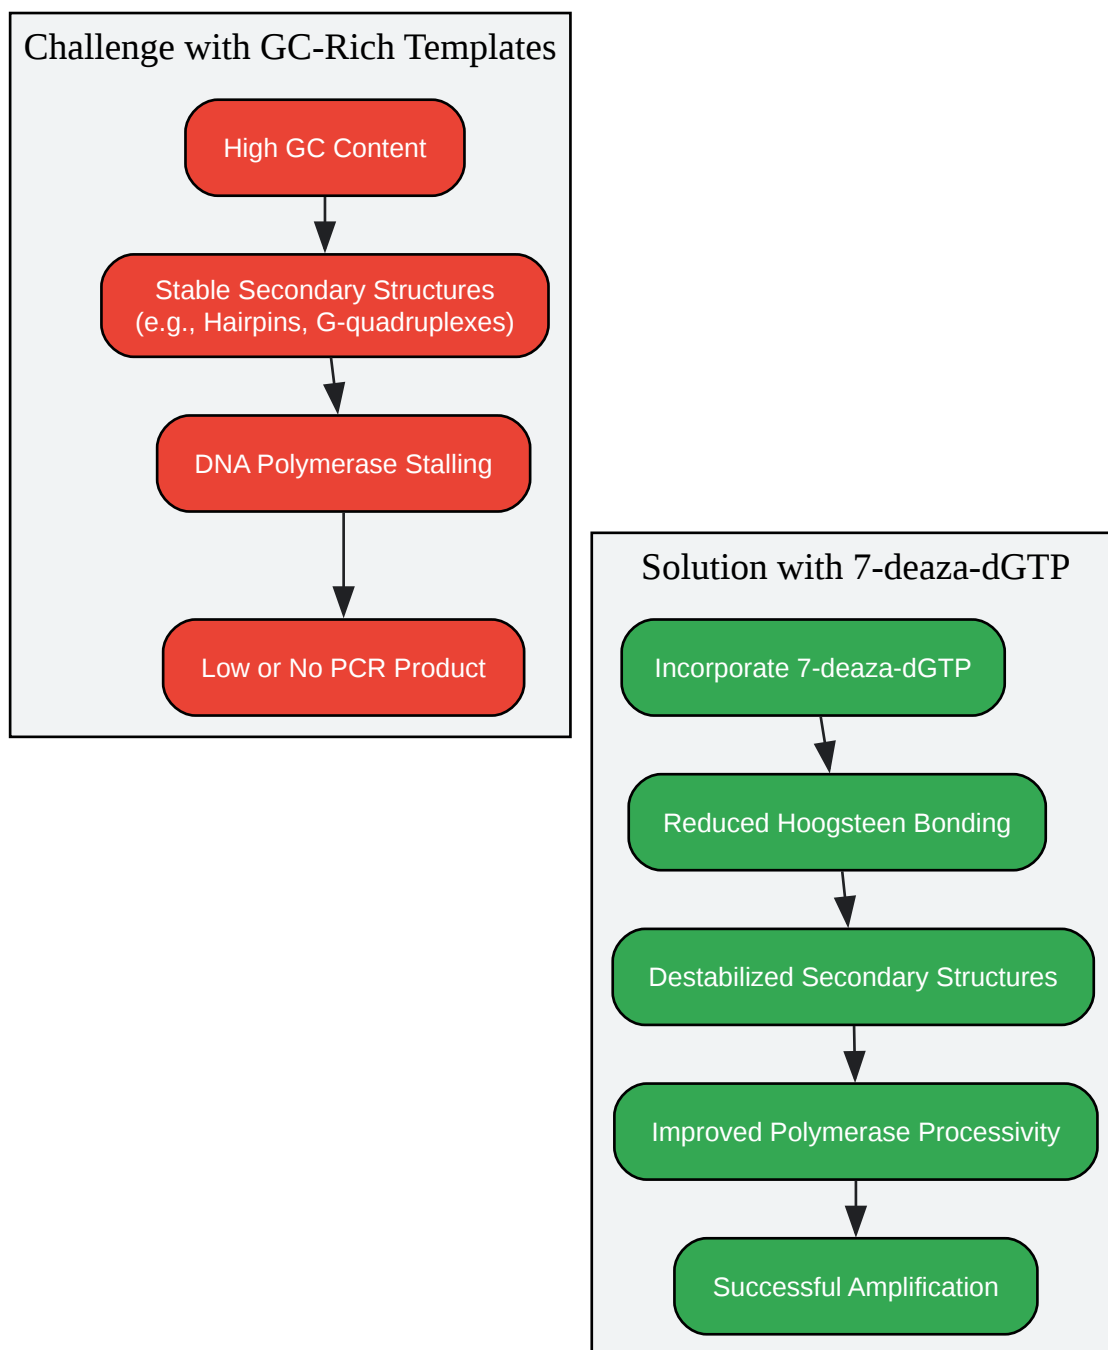 Challenge with GC-Rich Templates
High GC Content
Stable Secondary Structures
(e.g., Hairpins, G-quadruplexes)
DNA Polymerase Stalling
Low or No PCR Product
Solution with 7-deaza-dGTP
Incorporate 7-deaza-dGTP
Reduced Hoogsteen Bonding
Destabilized Secondary Structures
Improved Polymerase Processivity
Successful Amplification